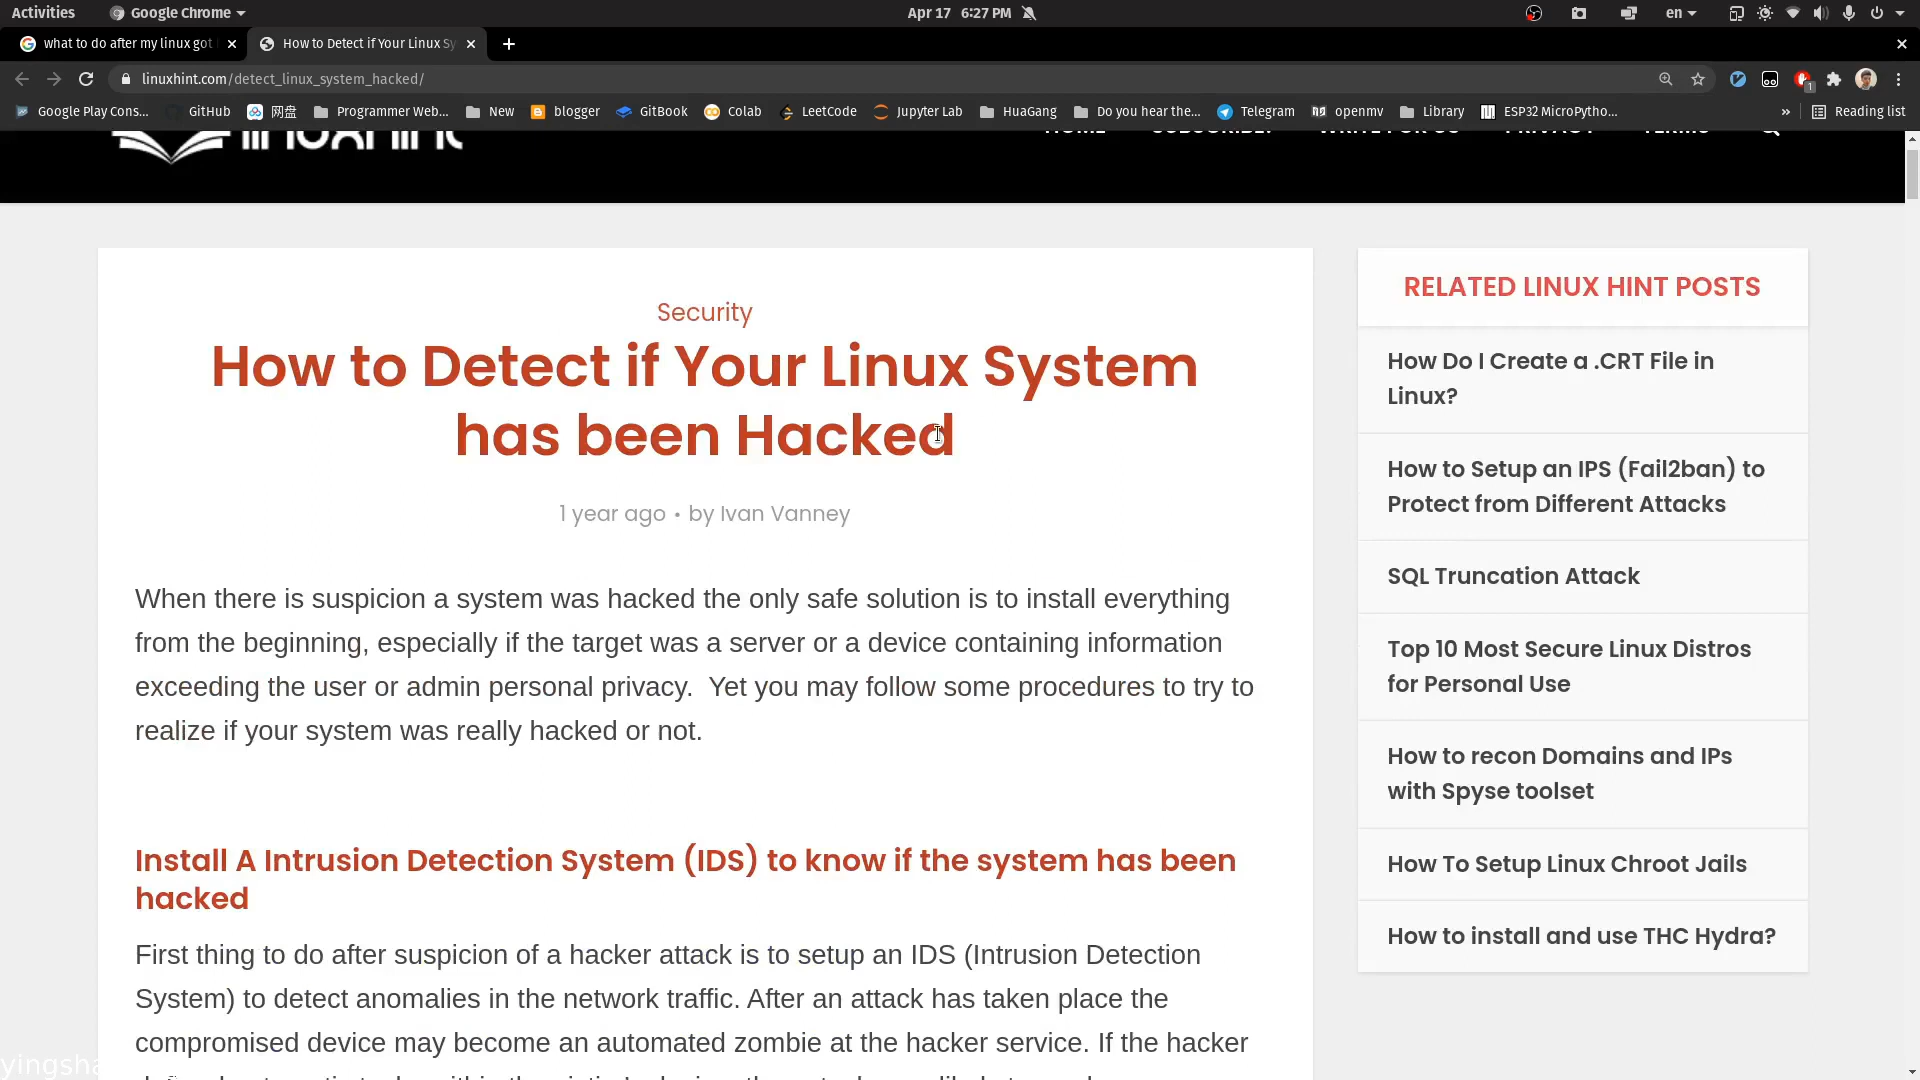 Activities
Google Chrome
Apr 17 6:27 PM
en
what to do after my linux got
How to Detect if Your Linux Sy
linuxhint.com/detect_linux_system_hacked/
1
Google Play Cons...
GitHub
网盘
Programmer Web...
New
blogger
GitBook
Colab
LeetCode
Jupyter Lab
HuaGang
Do you hear the...
Telegram
openmv
Library
ESP32 MicroPytho...
»
Reading list
linuxhint
HOME
SUBSCRIBE!
WRITE FOR US
PRIVACY
TERMS
Security
How to Detect if Your Linux System
has been Hacked
1 year ago • by Ivan Vanney
When there is suspicion a system was hacked the only safe solution is to install everything
from the beginning, especially if the target was a server or a device containing information
exceeding the user or admin personal privacy. Yet you may follow some procedures to try to
realize if your system was really hacked or not.
Install A Intrusion Detection System (IDS) to know if the system has been
hacked
First thing to do after suspicion of a hacker attack is to setup an IDS (Intrusion Detection
System) to detect anomalies in the network traffic. After an attack has taken place the
compromised device may become an automated zombie at the hacker service. If the hacker
RELATED LINUX HINT POSTS
How Do I Create a .CRT File in
Linux?
How to Setup an IPS (Fail2ban) to
Protect from Different Attacks
SQL Truncation Attack
Top 10 Most Secure Linux Distros
for Personal Use
How to recon Domains and IPs
with Spyse toolset
How To Setup Linux Chroot Jails
How to install and use THC Hydra?
yingsha